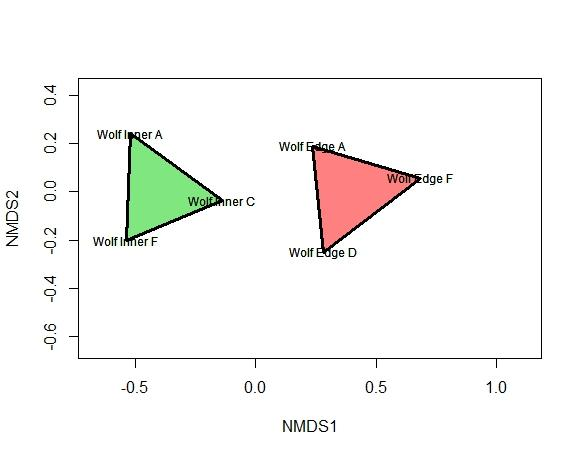 0.4
0.2
0.0
-0.2
-0.4
-0.6
NMDS2
Wolf Inner A
Wolf Edge A
Wolf Edge F
Wolf Inner C
Wolf Inner F
Wolf Edge D
-0.5
0.0
0.5
1.0
NMDS1